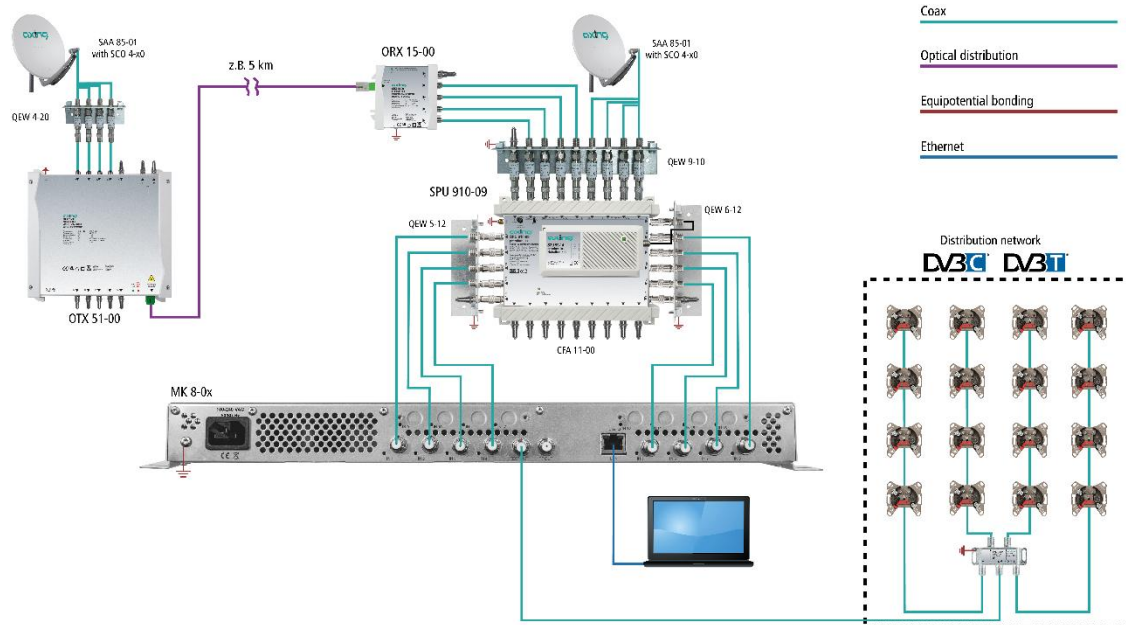 Coax
Optical distribution
Equipotential bonding
Ethernet
axing
SAA 85-01
with SCO 4-x0
QEW 4-20
OTX 51-00
z.B. 5 km
ORX 15-00
axing
SAA 85-01
with SCO 4-x0
QEW 9-10
SPU 910-09
QEW 5-12
QEW 6-12
CFA 11-00
MK 8-0x
Distribution network
DVB C DVB T